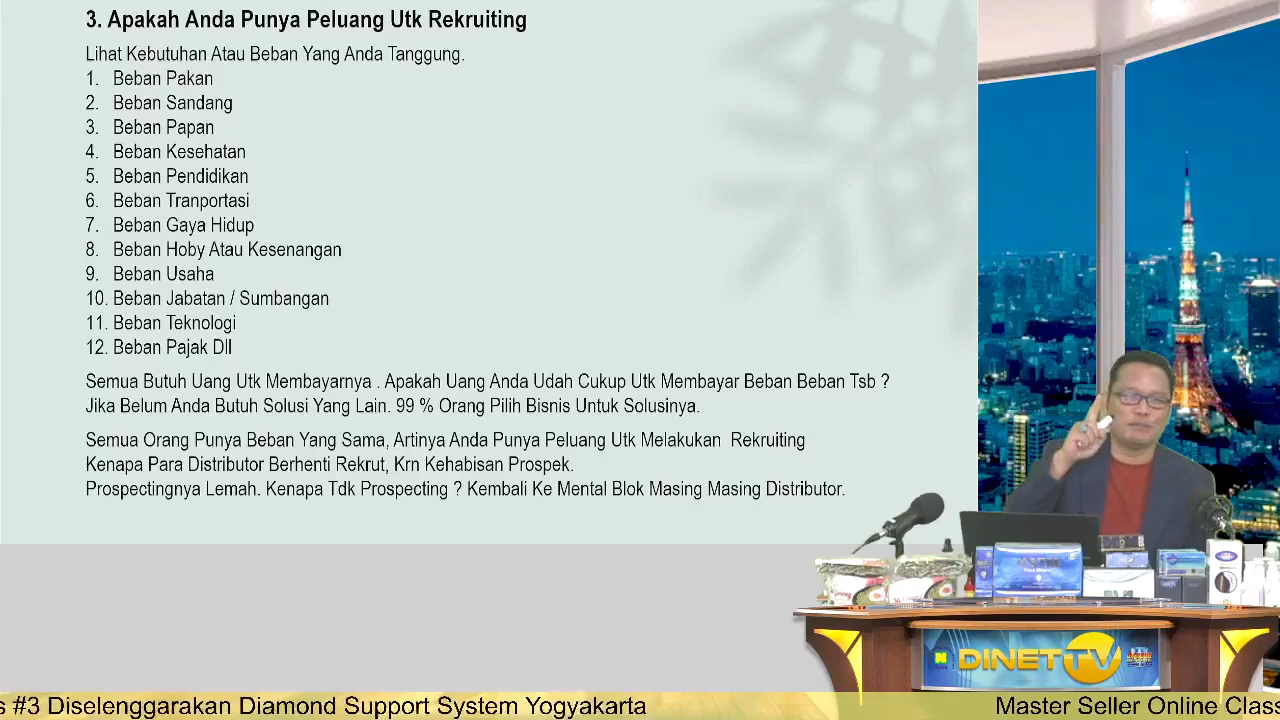 3. Apakah Anda Punya Peluang Utk Rekruiting
Lihat Kebutuhan Atau Beban Yang Anda Tanggung.
1. Beban Pakan
2. Beban Sandang
3. Beban Papan
4. Beban Kesehatan
5. Beban Pendidikan
6. Beban Tranportasi
7. Beban Gaya Hidup
8. Beban Hoby Atau Kesenangan
9. Beban Usaha
10. Beban Jabatan / Sumbangan
11. Beban Teknologi
12. Beban Pajak Dll
Semua Butuh Uang Utk Membayarnya . Apakah Uang Anda Udah Cukup Utk Membayar Beban Beban Tsb ?
Jika Belum Anda Butuh Solusi Yang Lain. 99 % Orang Pilih Bisnis Untuk Solusinya.
Semua Orang Punya Beban Yang Sama, Artinya Anda Punya Peluang Utk Melakukan Rekruiting
Kenapa Para Distributor Berhenti Rekrut, Krn Kehabisan Prospek.
Prospectingnya Lemah. Kenapa Tdk Prospecting ? Kembali Ke Mental Blok Masing Masing Distributor.
DINET TV
s #3 Diselenggarakan Diamond Support System Yogyakarta
Master Seller Online Clas